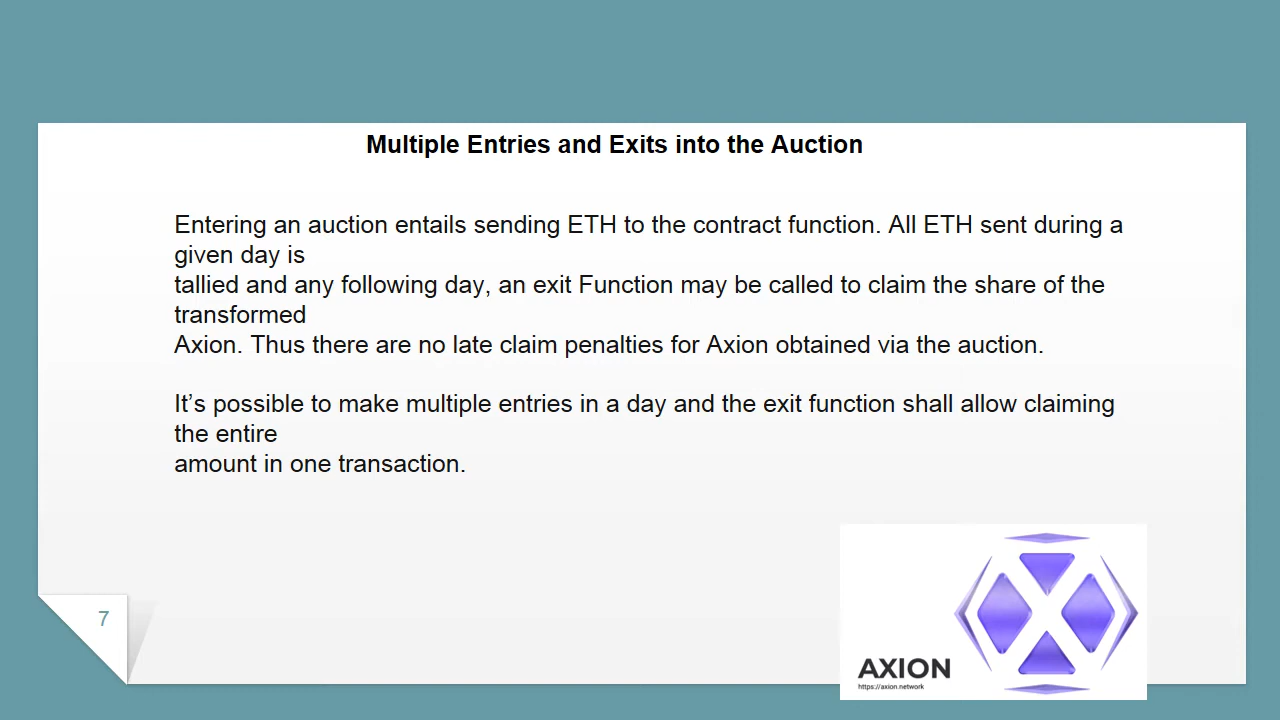 Multiple Entries and Exits into the Auction
Entering an auction entails sending ETH to the contract function. All ETH sent during a
given day is
tallied and any following day, an exit Function may be called to claim the share of the
transformed
Axion. Thus there are no late claim penalties for Axion obtained via the auction.
It’s possible to make multiple entries in a day and the exit function shall allow claiming
the entire
amount in one transaction.
7
AXION
https://axion.network